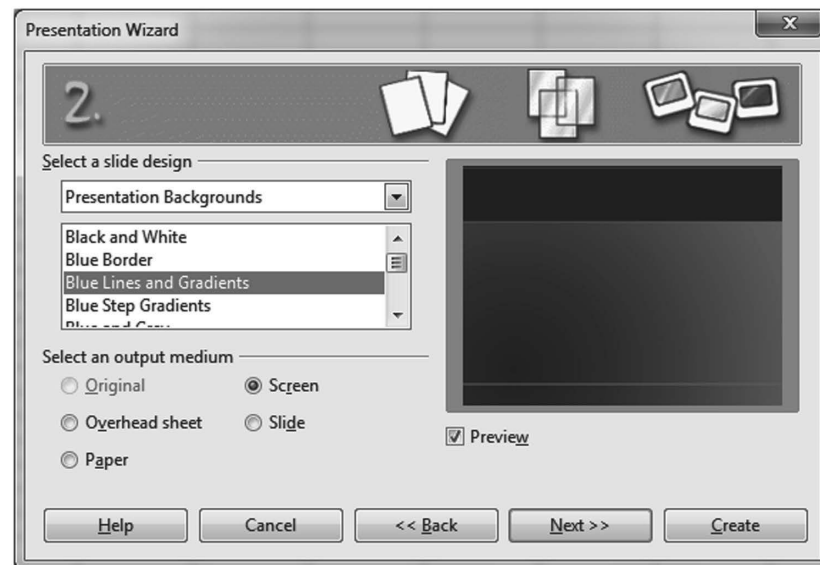 Presentation Wizard
X
2.
Select a slide design
Presentation Backgrounds
Black and White
Blue Border
Blue Lines and Gradients
Blue Step Gradients
Select an output medium
Original
Screen
Overhead sheet
Slide
Paper
Preview
Help Cancel << Back Next >> Create